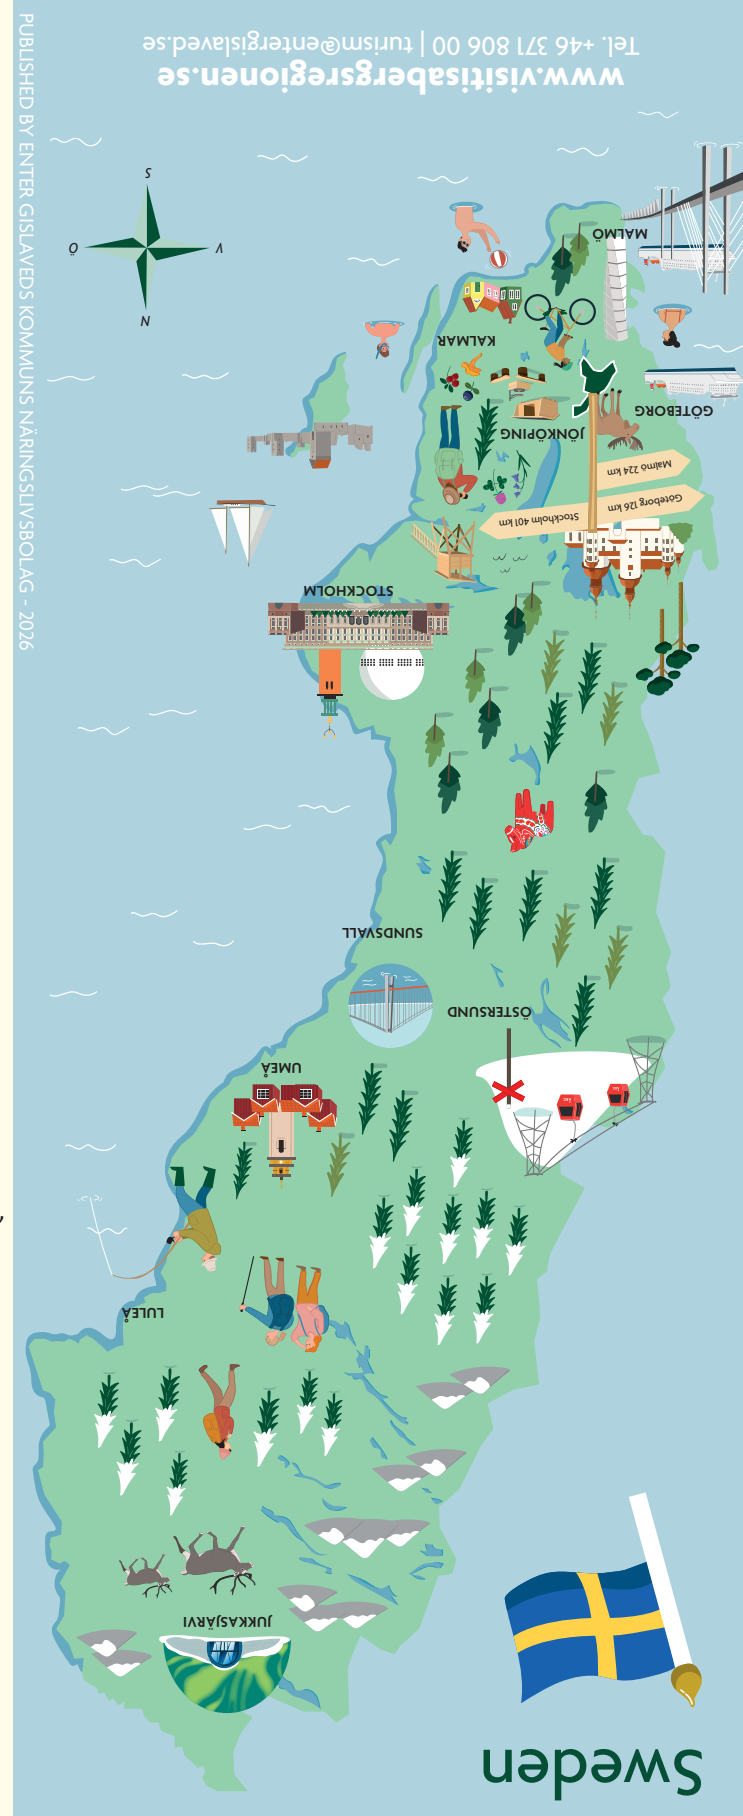 Sweden
JUKKASJÄRVI
LULEÅ
UMEÅ
ÖSTERSUND
SUNDSVALL
STOCKHOLM
Göteborg 126 km
Stockholm 401 km
Malmö 224 km
JÖNKÖPING
GÖTEBORG
KALMAR
MALMÖ
N
V
Ö
S
www.visitisabergsregionen.se
Tel. +46 371 806 00 | turism@entergislaved.se
PUBLISHED BY ENTER GISLAVEDS KOMMUNS NÄRINGSLIVSBOLAG - 2026